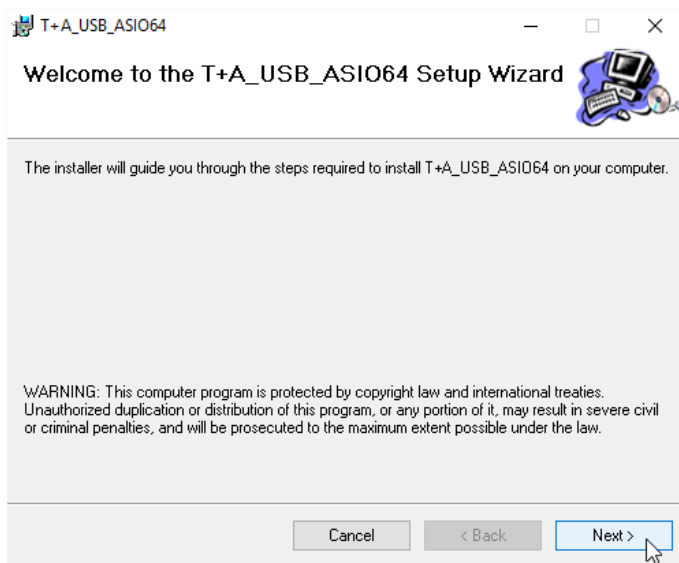 T+A_USB_ASIO64
Welcome to the T+A_USB_ASIO64 Setup Wizard
The installer will guide you through the steps required to install T+A_USB_ASIO64 on your computer.
WARNING: This computer program is protected by copyright law and international treaties.
Unauthorized duplication or distribution of this program, or any portion of it, may result in severe civil
or criminal penalties, and will be prosecuted to the maximum extent possible under the law.
Cancel < Back Next >